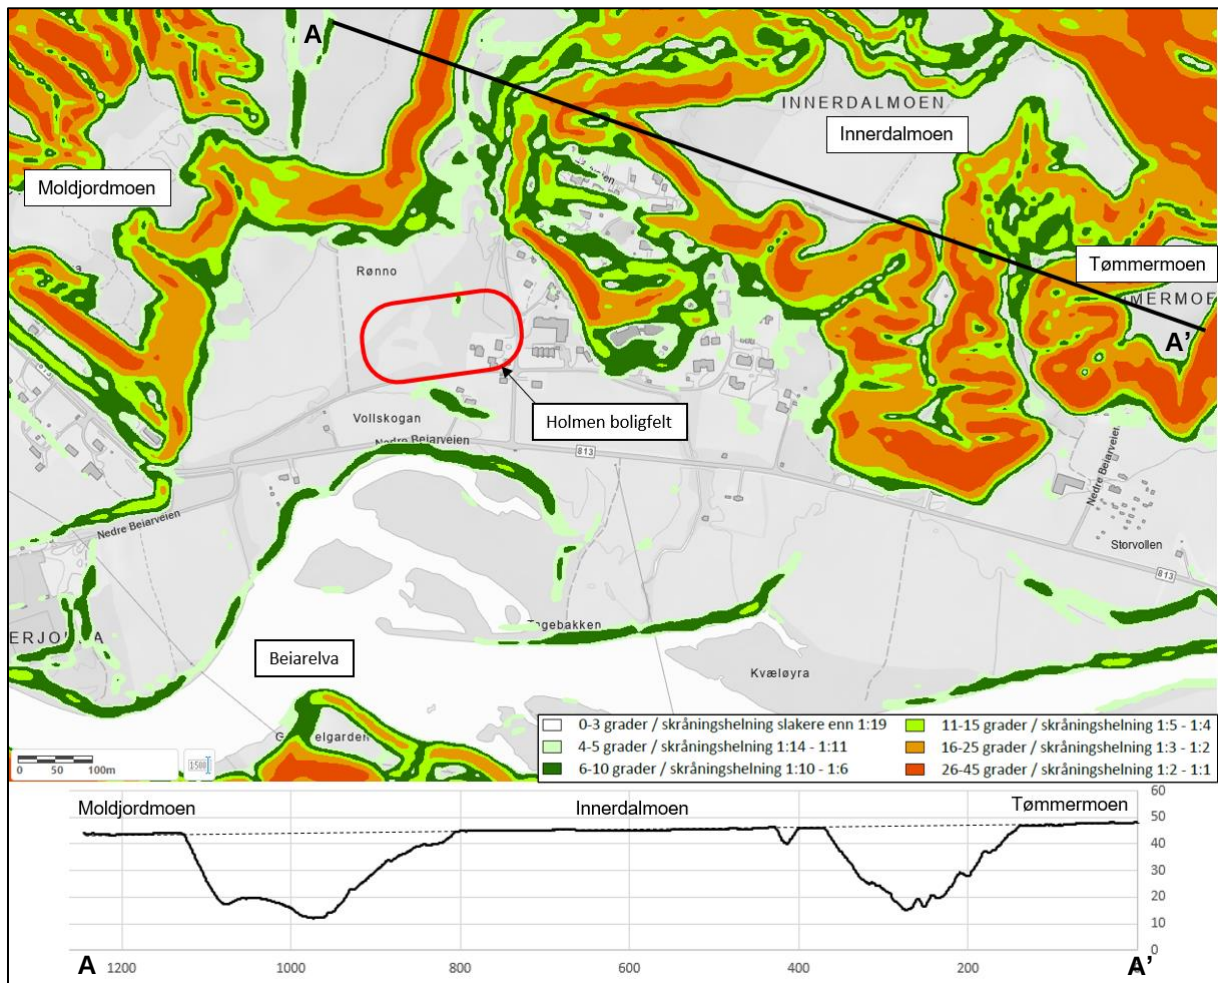 A
INNERDALMOEN
Innerdalmoen
Moldjordmoen
Tømmermoen
MERMOE
A'
Rønno
Holmen boligfelt
Vollskogan
Nedre Beiarveien
813
Nedre Beiarveien
Nedre Beiarveien
Storvollen
813
Beiarelva
Kvæløyra
0 50 100m
0-3 grader / skråningshelning slakere enn 1:19
4-5 grader / skråningshelning 1:14 - 1:11
6-10 grader / skråningshelning 1:10 - 1:6
11-15 grader / skråningshelning 1:5 - 1:4
16-25 grader / skråningshelning 1:3 - 1:2
26-45 grader / skråningshelning 1:2 - 1:1
Moldjordmoen Innerdalmoen Tømmermoen
60
50
40
30
20
10
0
A 1200 1000 800 600 400 200 A'